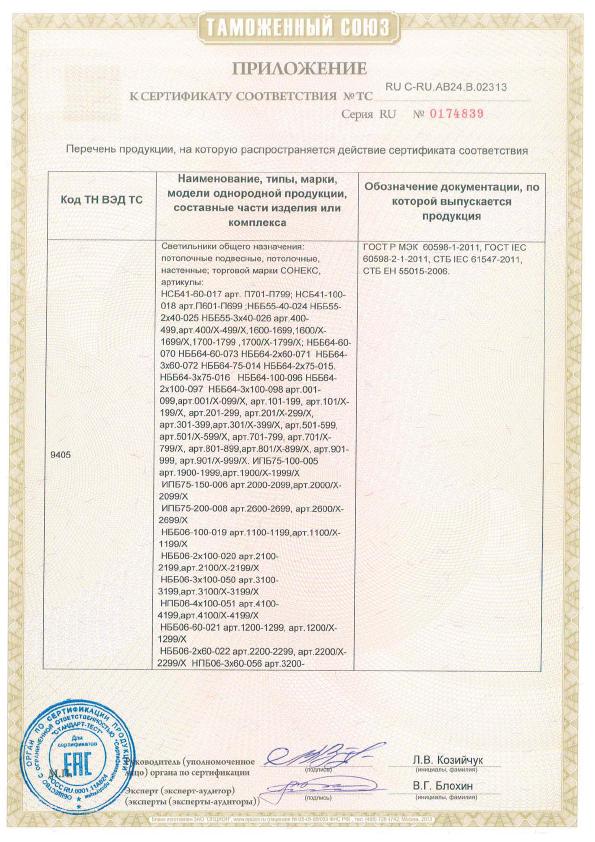 ТАМОЖЕННЫЙ СОЮЗ
ПРИЛОЖЕНИЕ
К СЕРТИФИКАТУ СООТВЕТСТВИЯ № ТС RU С-RU.АВ24.В.02313
Серия RU № 0174839
Перечень продукции, на которую распространяется действие сертификата соответствия
Код ТН ВЭД ТС
Наименование, типы, марки,
модели однородной продукции,
составные части изделия или
комплекса
Обозначение документации, по
которой выпускается
продукция
9405
Светильники общего назначения:
потолочные подвесные, потолочные,
настенные; торговой марки СОНЕКС,
артикулы:
НСБ41-60-017 арт. П701-П799; НСБ41-100-
018 арт.П601-П699 ;НББ55-40-024 НББ55-
2х40-025 НББ55-3х40-026 арт.400-
499,арт.400/Х-499/Х,1600-1699,1600/Х-
1699/Х,1700-1799 ,1700/Х-1799/Х; НББ64-60-
070 НББ64-60-073 НББ64-2х60-071 НББ64-
3х60-072 НББ64-75-014 НББ64-2х75-015.
НББ64-3х75-016 НББ64-100-096 НББ64-
2х100-097 НББ64-3х100-098 арт.001-
099,арт.001/Х-099/Х, арт.101-199, арт.101/Х-
199/Х, арт.201-299, арт.201/Х-299/Х,
арт.301-399,арт.301/Х-399/Х, арт.501-599,
арт.501/Х-599/Х, арт.701-799, арт.701/Х-
799/Х, арт.801-899,арт.801/Х-899/Х, арт.901-
999, арт.901/Х-999/Х. ИПБ75-100-005
арт.1900-1999,арт.1900/Х-1999/Х
ИПБ75-150-006 арт.2000-2099,арт.2000/Х-
2099/Х
ИПБ75-200-008 арт.2600-2699, арт.2600/Х-
2699/Х
НББ06-100-019 арт.1100-1199,арт.1100/Х-
1199/Х
НББ06-2х100-020 арт.2100-
2199,арт.2100/Х-2199/Х
НББ06-3х100-050 арт.3100-
3199,арт.3100/Х-3199/Х
НПБ06-4х100-051 арт.4100-
4199,арт.4100/Х-4199/Х
НББ06-60-021 арт.1200-1299, арт.1200/Х-
1299/Х
НББ06-2х60-022 арт.2200-2299, арт.2200/Х-
2299/Х НПБ06-3х60-056 арт.3200-
ГОСТ Р МЭК 60598-1-2011, ГОСТ IEC
60598-2-1-2011, СТБ IEC 61547-2011,
СТБ ЕН 55015-2006.
ОРГАН ПО СЕРТИФИКАЦИИ ПРОДУКЦИИ
"СТАНДАРТ-ТЕСТ"
Для
сертификатов
ЕАС
М.П.
Руководитель (уполномоченное
лицо) органа по сертификации
(подпись)
Л.В. Козийчук
(инициалы, фамилия)
Эксперт (эксперт-аудитор)
(эксперты (эксперты-аудиторы))
(подпись)
В.Г. Блохин
(инициалы, фамилия)